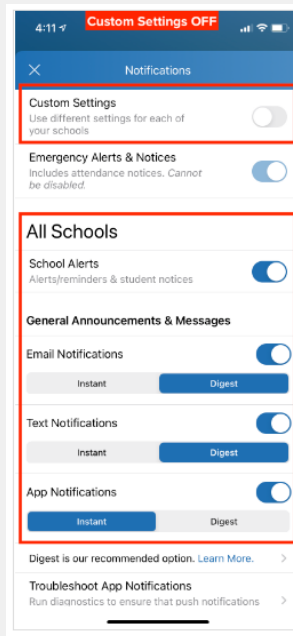 Custom Settings OFF
4:11
Notifications
Custom Settings
Use different settings for each of
your schools
Emergency Alerts & Notices
Includes attendance notices. Cannot
be disabled.
All Schools
School Alerts
Alerts/reminders & student notices
General Announcements & Messages
Email Notifications
Instant Digest
Text Notifications
Instant Digest
App Notifications
Instant Digest
Digest is our recommended option. Learn More.
Troubleshoot App Notifications
Run diagnostics to ensure that push notifications